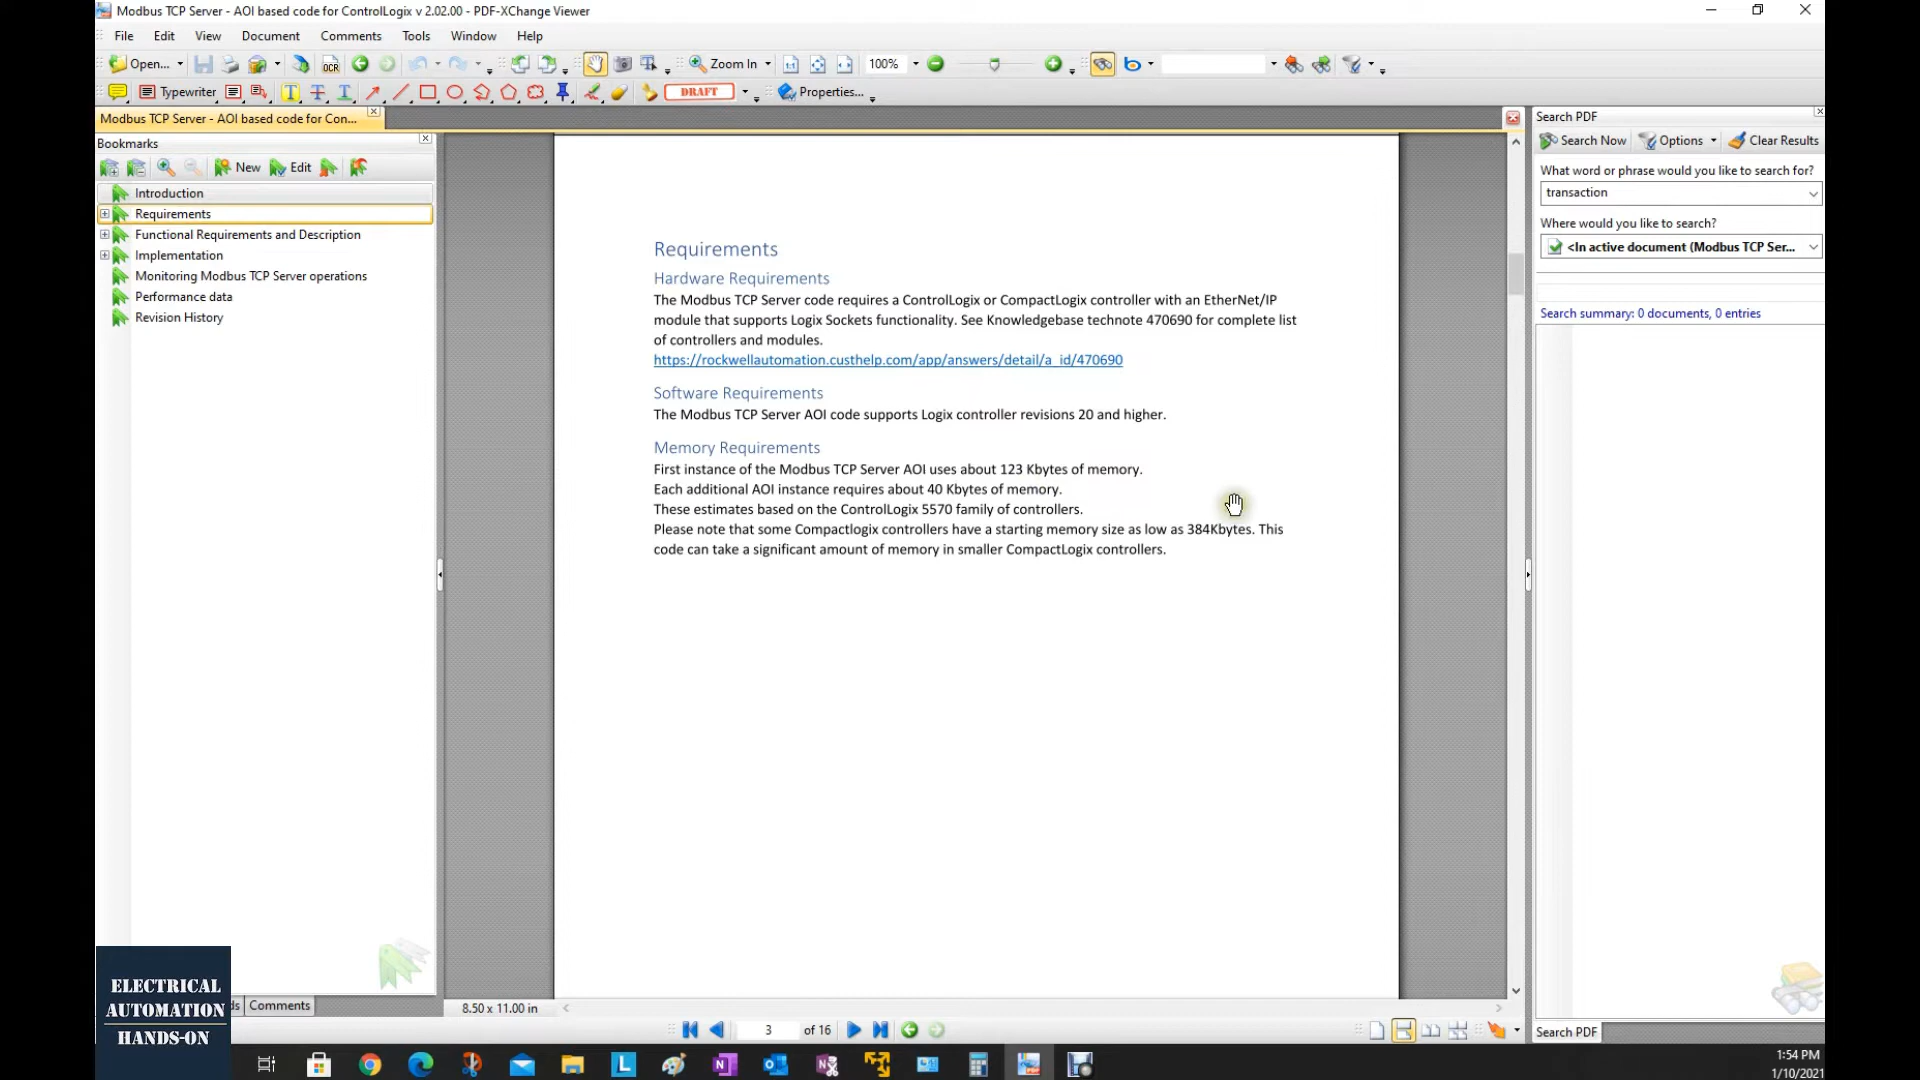 Modbus TCP Server - AOI based code for ControlLogix v 2.02.00 - PDF-XChange Viewer
File Edit View Document Comments Tools Window Help
Open... OCR Zoom In 100%
Typewriter DRAFT Properties...
Modbus TCP Server - AOI based code for Con...
Bookmarks
New Edit
Introduction
Requirements
Functional Requirements and Description
Implementation
Monitoring Modbus TCP Server operations
Performance data
Revision History
Requirements
Hardware Requirements
The Modbus TCP Server code requires a ControlLogix or CompactLogix controller with an EtherNet/IP
module that supports Logix Sockets functionality. See Knowledgebase technote 470690 for complete list
of controllers and modules.
https://rockwellautomation.custhelp.com/app/answers/detail/a_id/470690
Software Requirements
The Modbus TCP Server AOI code supports Logix controller revisions 20 and higher.
Memory Requirements
First instance of the Modbus TCP Server AOI uses about 123 Kbytes of memory.
Each additional AOI instance requires about 40 Kbytes of memory.
These estimates based on the ControlLogix 5570 family of controllers.
Please note that some Compactlogix controllers have a starting memory size as low as 384Kbytes. This
code can take a significant amount of memory in smaller CompactLogix controllers.
Search PDF
Search Now Options Clear Results
What word or phrase would you like to search for?
transaction
Where would you like to search?
<In active document (Modbus TCP Ser...
Search summary: 0 documents, 0 entries
ELECTRICAL
AUTOMATION
HANDS-ON
ds Comments
8.50 x 11.00 in
3 of 16
Search PDF
1:54 PM
1/10/2021